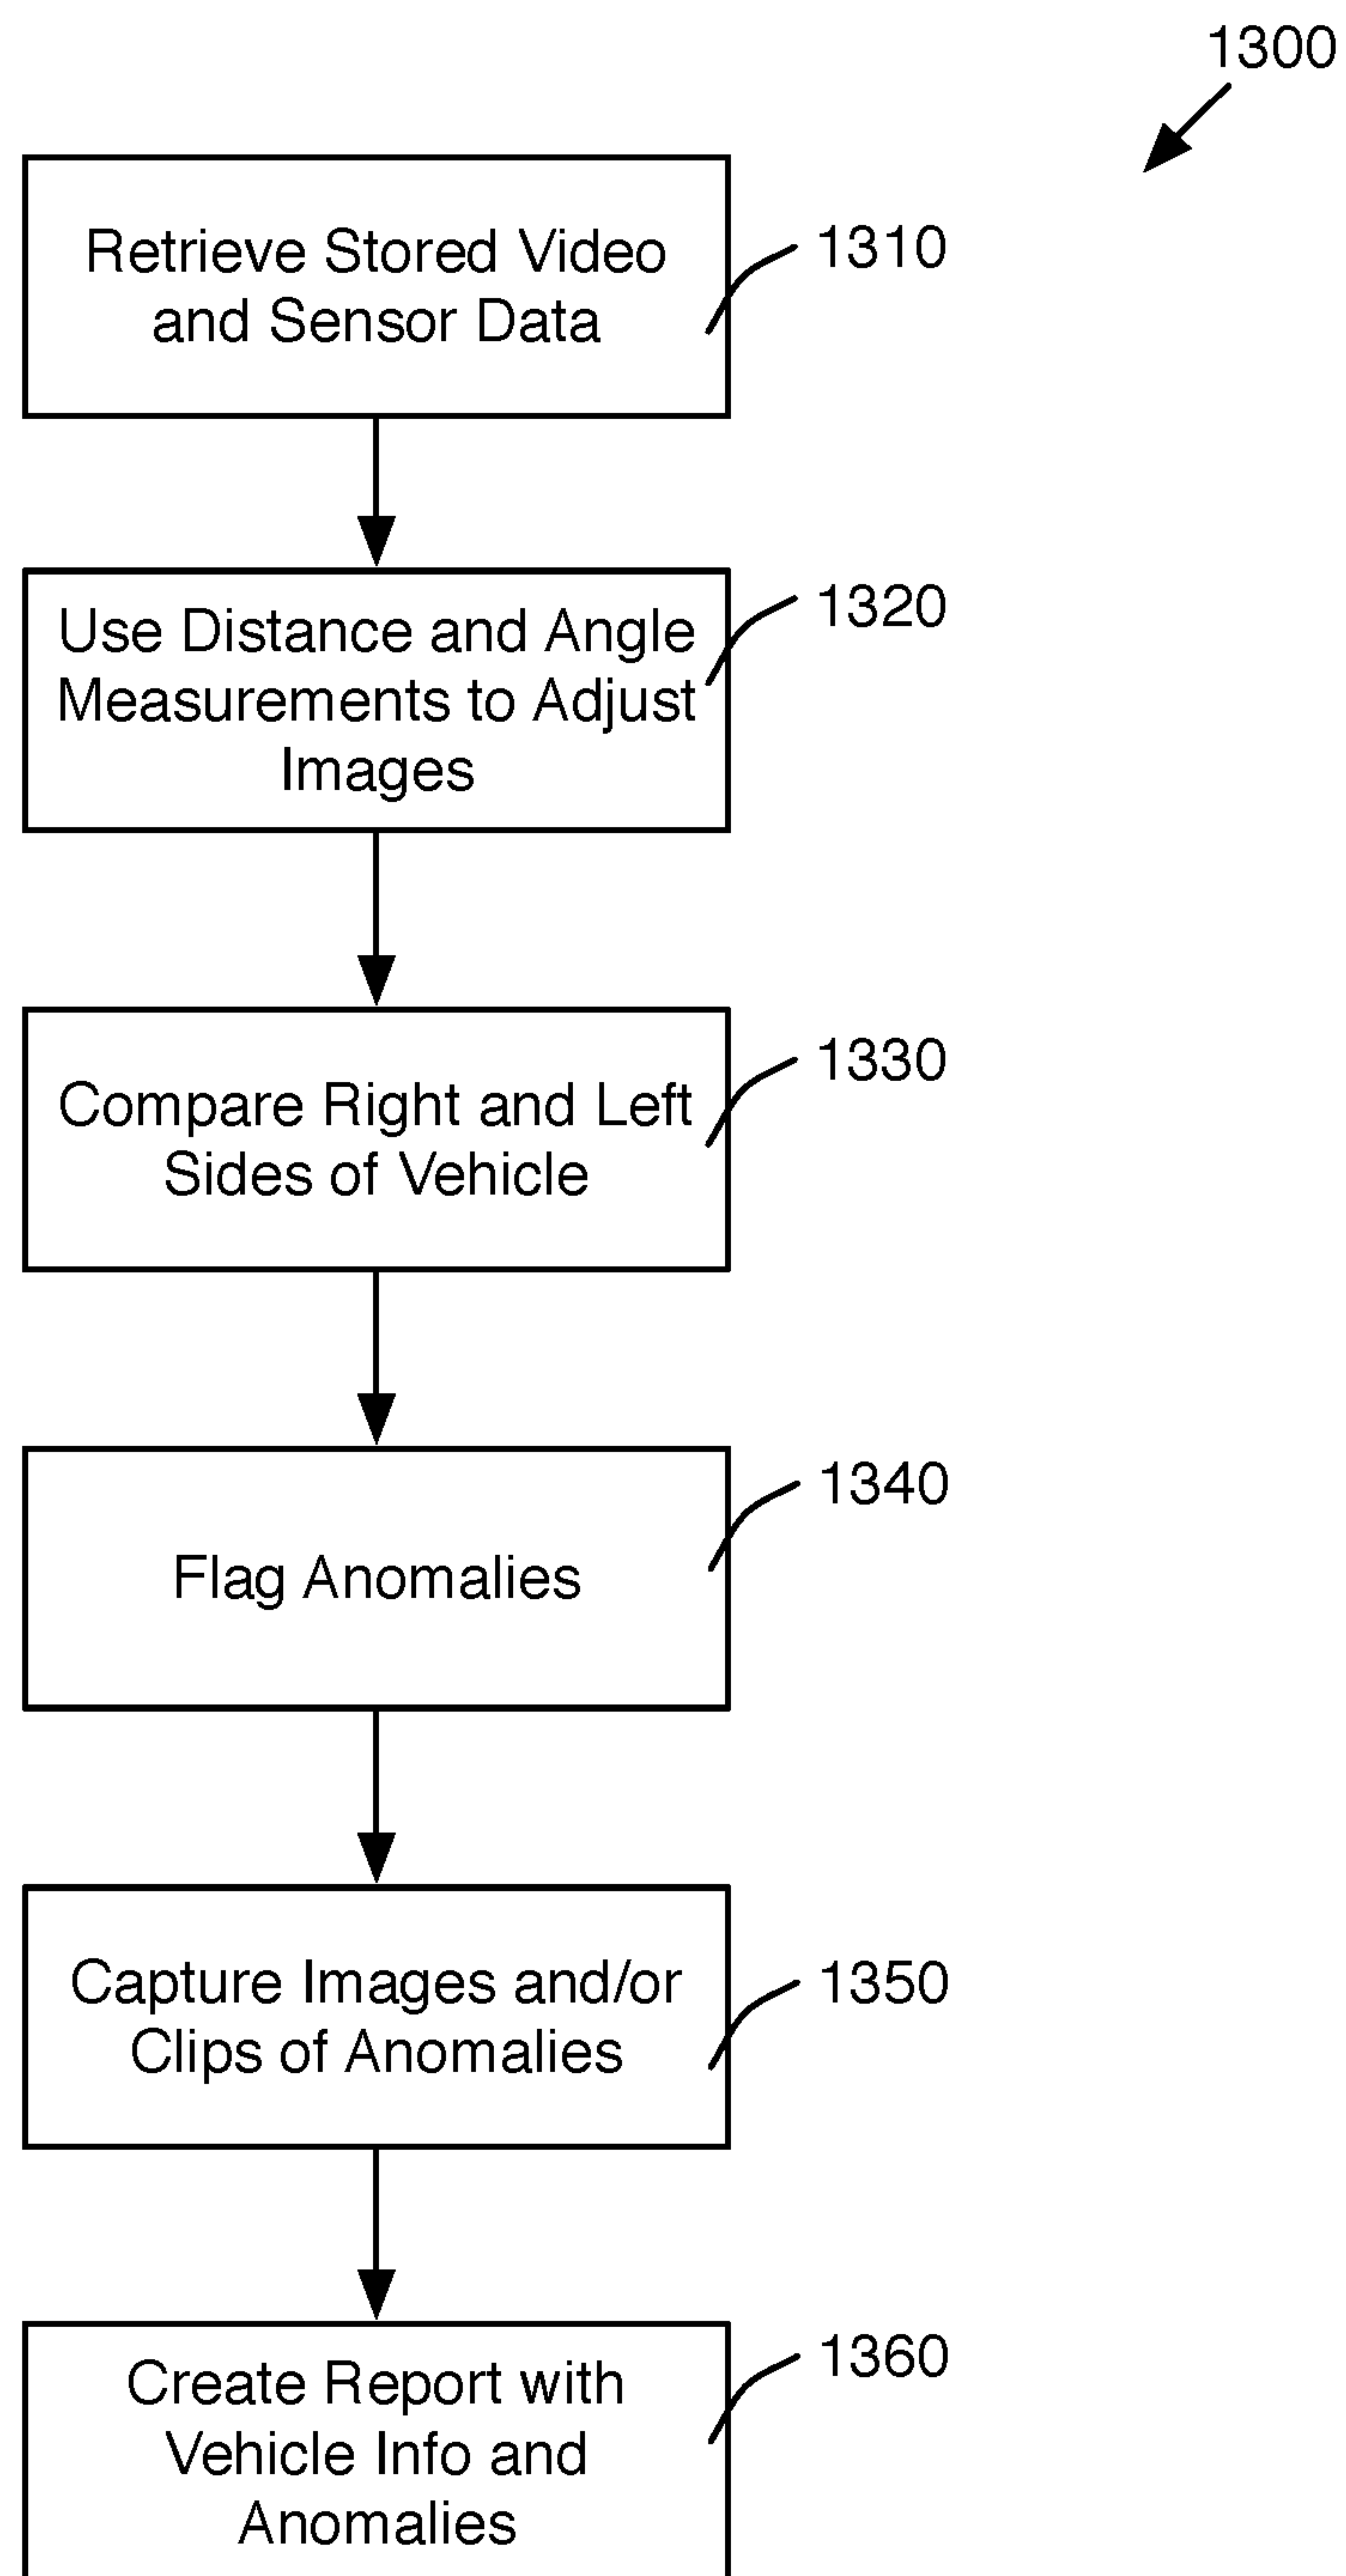 1300
Retrieve Stored Video
and Sensor Data
1310
Use Distance and Angle
Measurements to Adjust
Images
1320
Compare Right and Left
Sides of Vehicle
1330
Flag Anomalies
1340
Capture Images and/or
Clips of Anomalies
1350
Create Report with
Vehicle Info and
Anomalies
1360